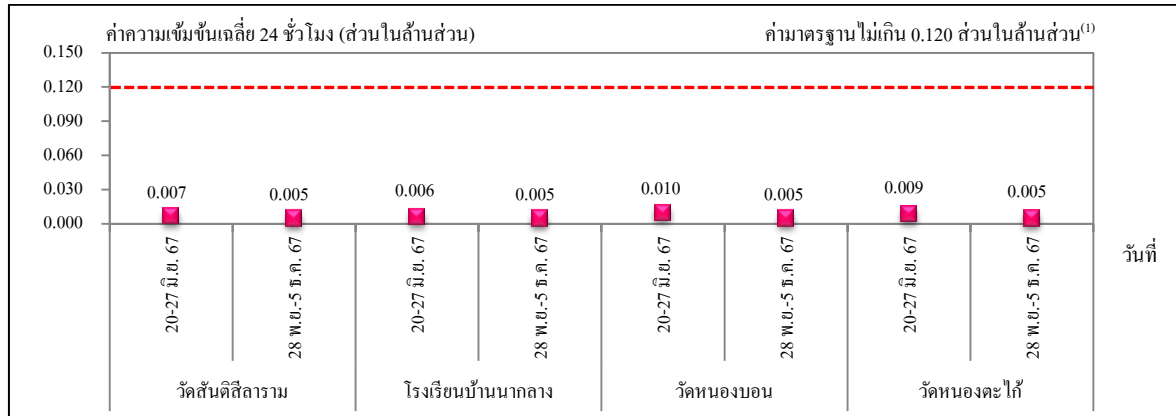 ค่าความเข้มข้นเฉลี่ย 24 ชั่วโมง (ส่วนในล้านส่วน) ค่ามาตรฐานไม่เกิน 0.120 ส่วนในล้านส่วน⁽¹⁾
0.150
0.120
0.090
0.060
0.030
0.000
0.007 0.005 0.006 0.005 0.010 0.005 0.009 0.005
20-27 มิ.ย. 67
28 พ.ย.-5 ธ.ค. 67
20-27 มิ.ย. 67
28 พ.ย.-5 ธ.ค. 67
20-27 มิ.ย. 67
28 พ.ย.-5 ธ.ค. 67
20-27 มิ.ย. 67
28 พ.ย.-5 ธ.ค. 67
วันที่
วัดสันติสีลาราม โรงเรียนบ้านนากลาง วัดหนองบอน วัดหนองตะไก้